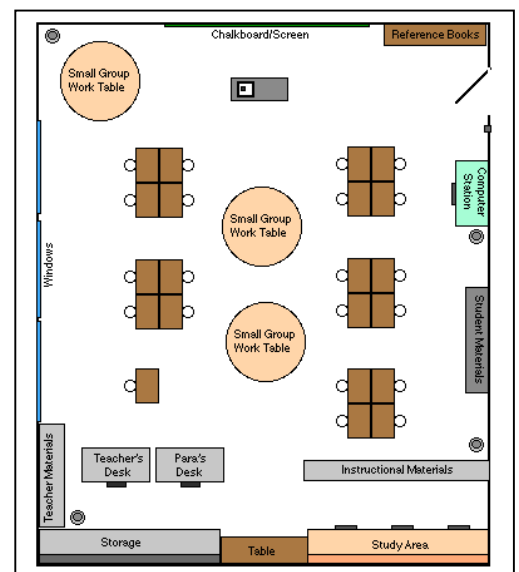 Chalkboard/Screen
Reference Books
Small Group
Work Table
Computer
Station
Small Group
Work Table
Windows
Student Materials
Small Group
Work Table
Teacher Materials
Teacher's
Desk
Para's
Desk
Instructional Materials
Storage
Table
Study Area